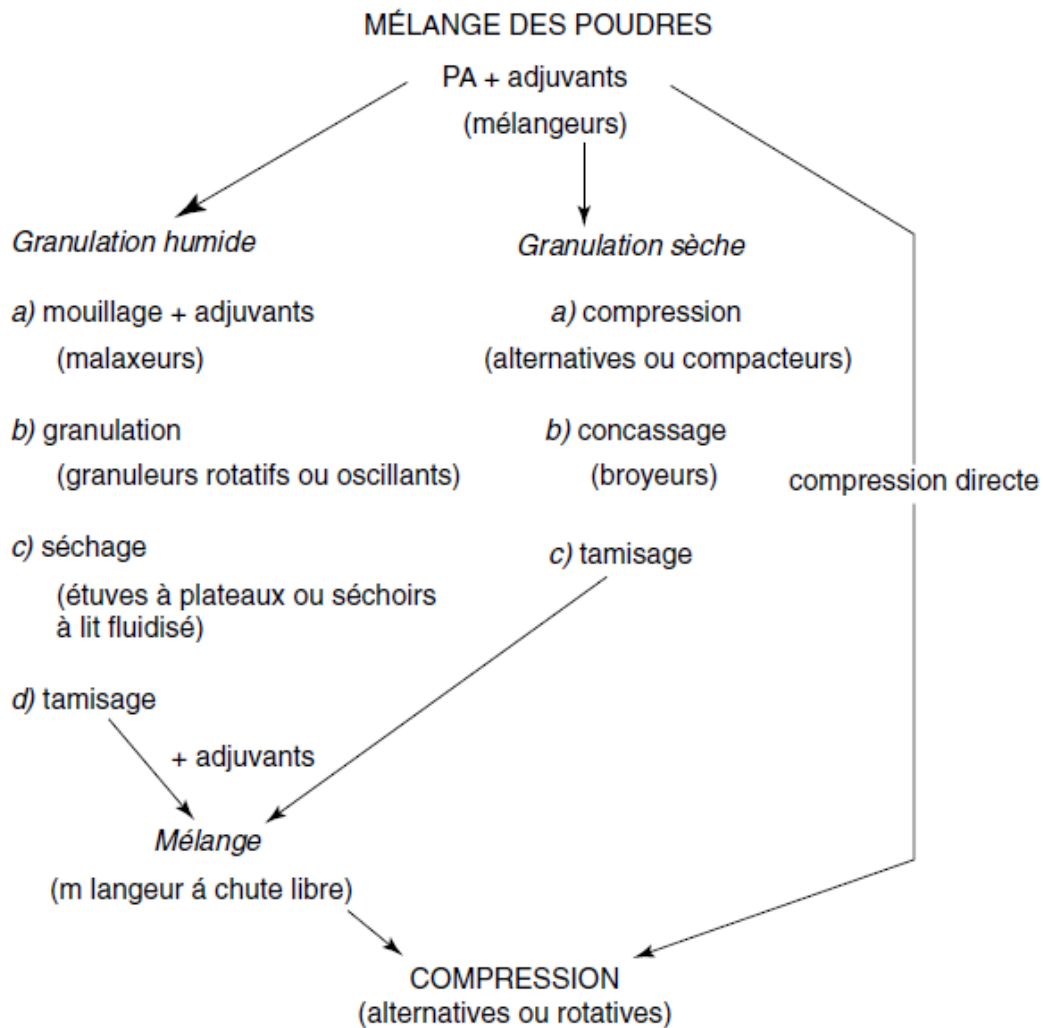 MÉLANGE DES POUDRES
PA + adjuvants
(mélangeurs)
Granulation humide
a) mouillage + adjuvants
(malaxeurs)
b) granulation
(granuleurs rotatifs ou oscillants)
c) séchage
(étuves à plateaux ou séchoirs
à lit fluidisé)
d) tamisage
+ adjuvants
Granulation sèche
a) compression
(alternatives ou compacteurs)
b) concassage
(broyeurs)
c) tamisage
compression directe
Mélange
(m langeur á chute libre)
COMPRESSION
(alternatives ou rotatives)